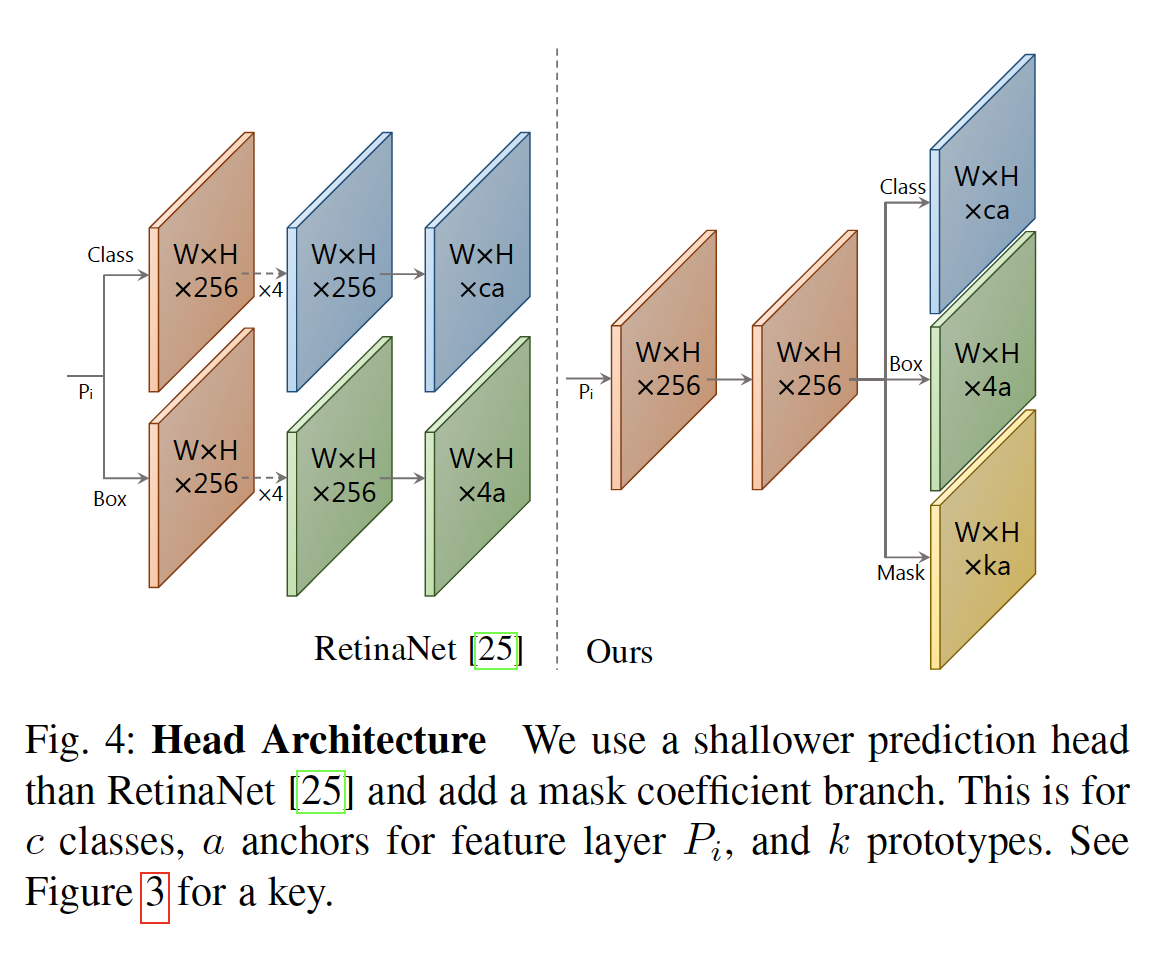 Class
W×H
×256
×4
W×H
×256
W×H
×ca
Pᵢ
Box
W×H
×256
×4
W×H
×256
W×H
×4a
RetinaNet [25]
Pᵢ
W×H
×256
W×H
×256
Class
W×H
×ca
Box
W×H
×4a
Mask
W×H
×ka
Ours
Fig. 4: Head Architecture We use a shallower prediction head
than RetinaNet [25] and add a mask coefficient branch. This is for
c classes, a anchors for feature layer Pᵢ, and k prototypes. See
Figure 3 for a key.